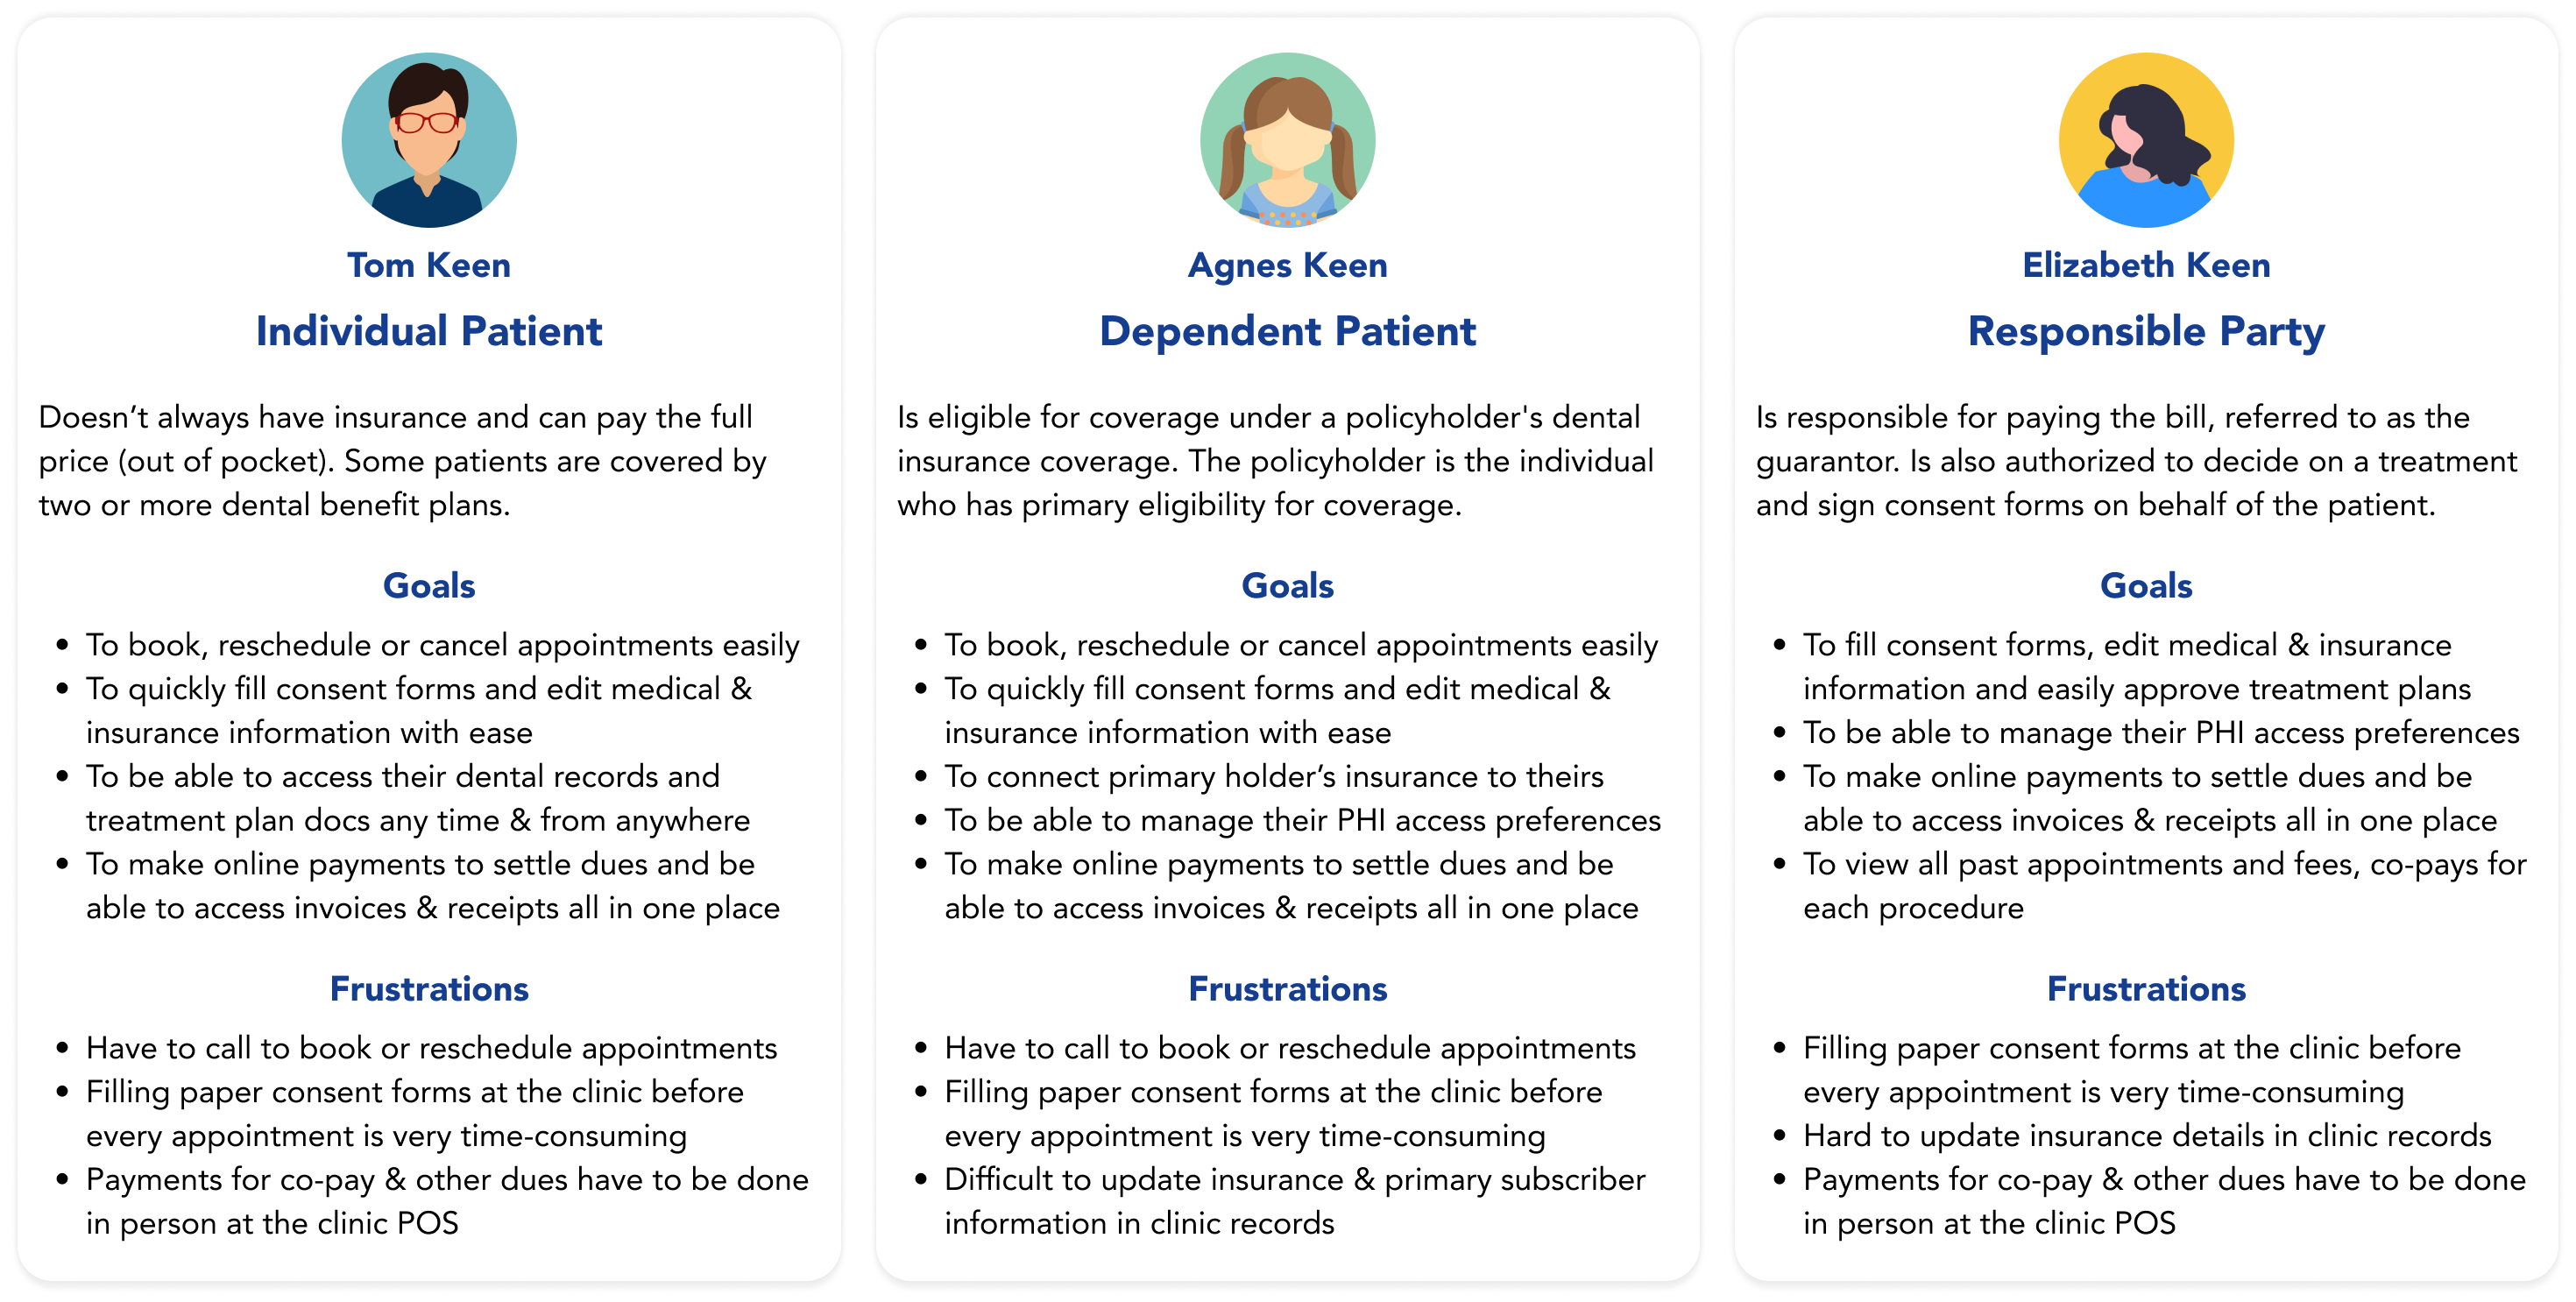 Tom Keen
Individual Patient
Doesn’t always have insurance and can pay the full
price (out of pocket). Some patients are covered by
two or more dental benefit plans.
Goals
• To book, reschedule or cancel appointments easily
• To quickly fill consent forms and edit medical &
insurance information with ease
• To be able to access their dental records and
treatment plan docs any time & from anywhere
• To make online payments to settle dues and be
able to access invoices & receipts all in one place
Frustrations
• Have to call to book or reschedule appointments
• Filling paper consent forms at the clinic before
every appointment is very time-consuming
• Payments for co-pay & other dues have to be done
in person at the clinic POS
Agnes Keen
Dependent Patient
Is eligible for coverage under a policyholder's dental
insurance coverage. The policyholder is the individual
who has primary eligibility for coverage.
Goals
• To book, reschedule or cancel appointments easily
• To quickly fill consent forms and edit medical &
insurance information with ease
• To connect primary holder’s insurance to theirs
• To be able to manage their PHI access preferences
• To make online payments to settle dues and be
able to access invoices & receipts all in one place
Frustrations
• Have to call to book or reschedule appointments
• Filling paper consent forms at the clinic before
every appointment is very time-consuming
• Difficult to update insurance & primary subscriber
information in clinic records
Elizabeth Keen
Responsible Party
Is responsible for paying the bill, referred to as the
guarantor. Is also authorized to decide on a treatment
and sign consent forms on behalf of the patient.
Goals
• To fill consent forms, edit medical & insurance
information and easily approve treatment plans
• To be able to manage their PHI access preferences
• To make online payments to settle dues and be
able to access invoices & receipts all in one place
• To view all past appointments and fees, co-pays for
each procedure
Frustrations
• Filling paper consent forms at the clinic before
every appointment is very time-consuming
• Hard to update insurance details in clinic records
• Payments for co-pay & other dues have to be done
in person at the clinic POS